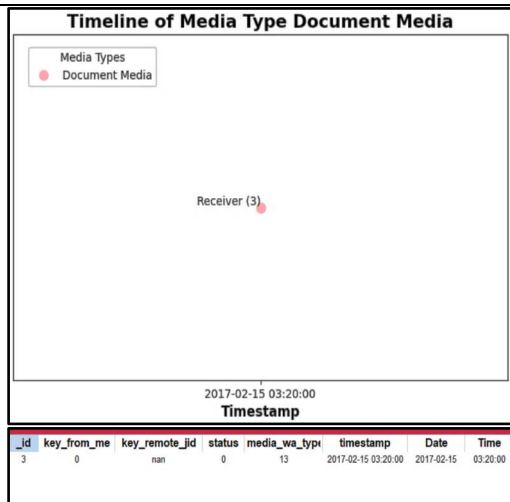 Timeline of Media Type Document Media
Media Types
Document Media
Receiver (3)
2017-02-15 03:20:00
Timestamp
_id key_from_me key_remote_jid status media_wa_type timestamp Date Time
3 0 nan 0 13 2017-02-15 03:20:00 2017-02-15 03:20:00